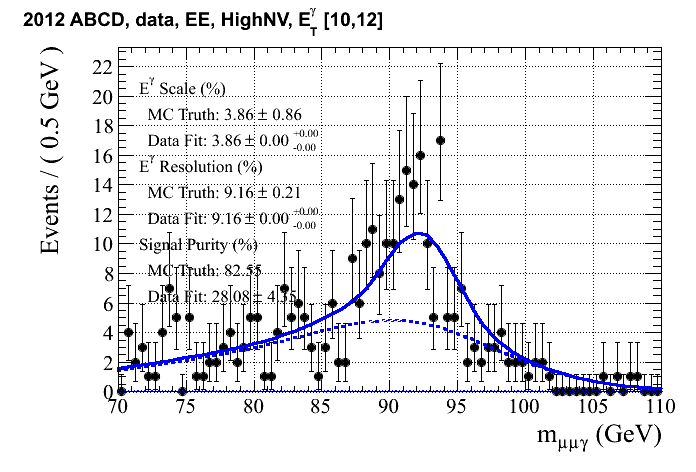 2012 ABCD, data, EE, HighNV, E_T^γ [10,12]
Events / ( 0.5 GeV )
22
20
18
16
14
12
10
8
6
4
2
0
E^γ Scale (%)
MC Truth: 3.86 ± 0.86
Data Fit: 3.86 ± 0.00 +0.00 -0.00
E^γ Resolution (%)
MC Truth: 9.16 ± 0.21
Data Fit: 9.16 ± 0.00 +0.00 -0.00
Signal Purity (%)
MC Truth: 82.55
Data Fit: 28.08 ± 4.35
70 75 80 85 90 95 100 105 110
m_μμγ (GeV)